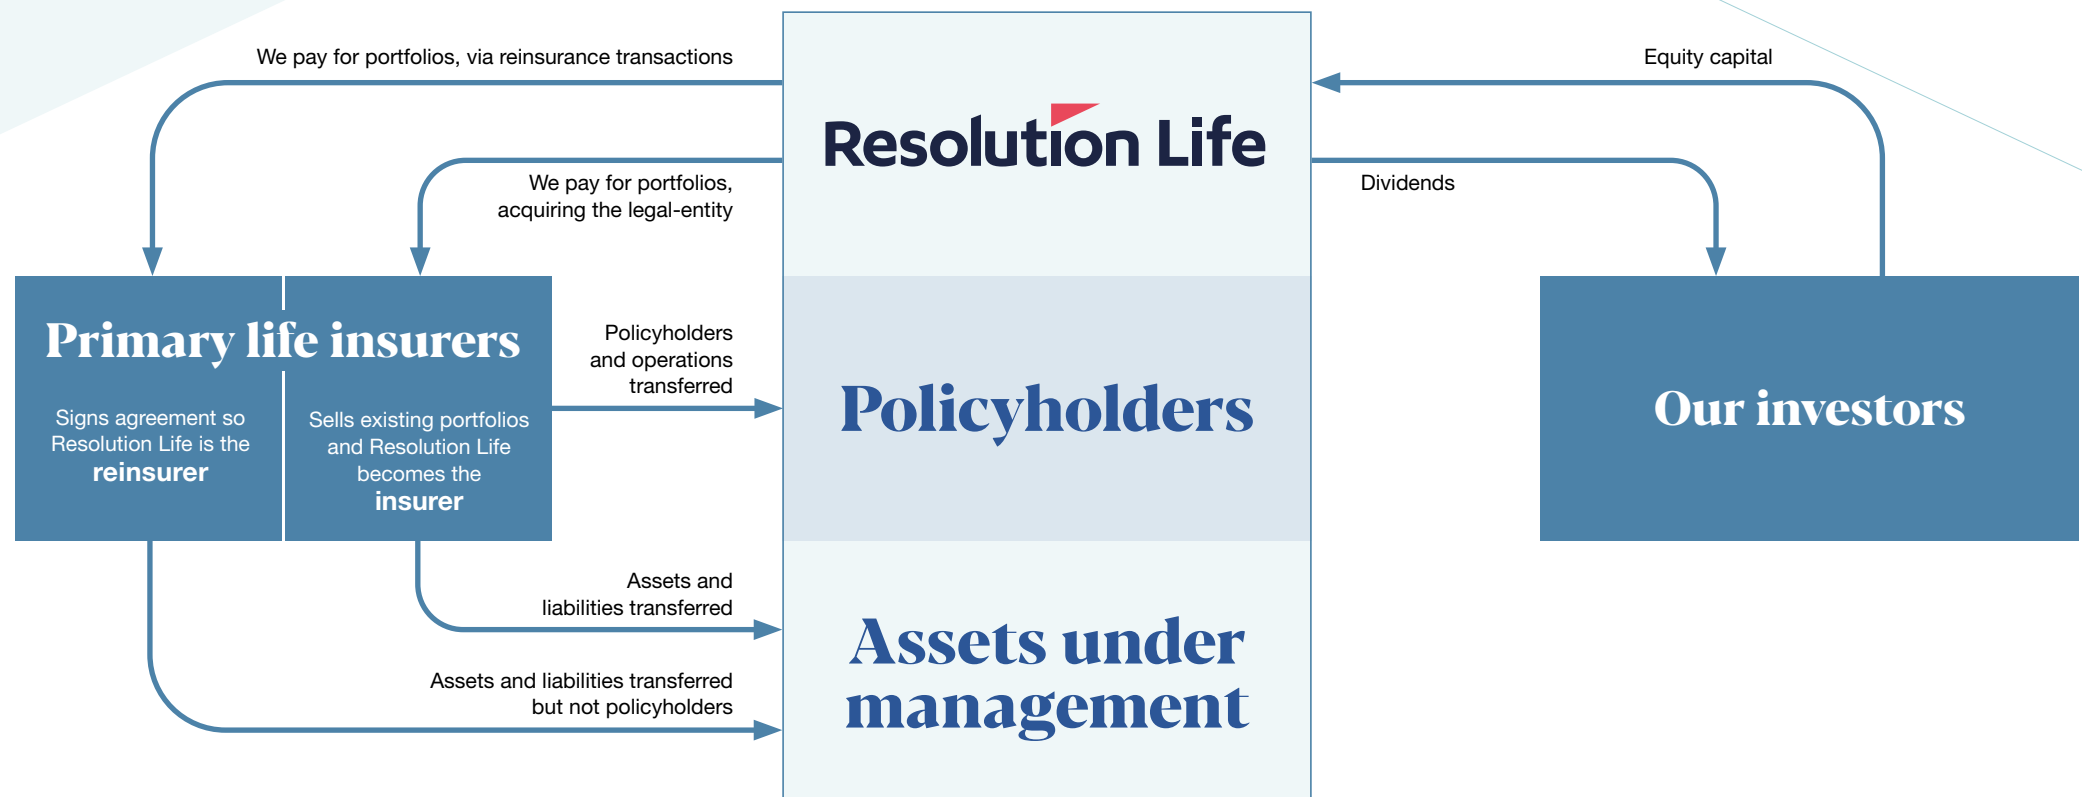 We pay for portfolios, via reinsurance transactions
Equity capital
Resolution Life
We pay for portfolios,
acquiring the legal-entity
Dividends
Primary life insurers
Signs agreement so
Resolution Life is the
reinsurer
Sells existing portfolios
and Resolution Life
becomes the
insurer
Policyholders
and operations
transferred
Policyholders
Our investors
Assets and
liabilities transferred
Assets and liabilities transferred
but not policyholders
Assets under
management